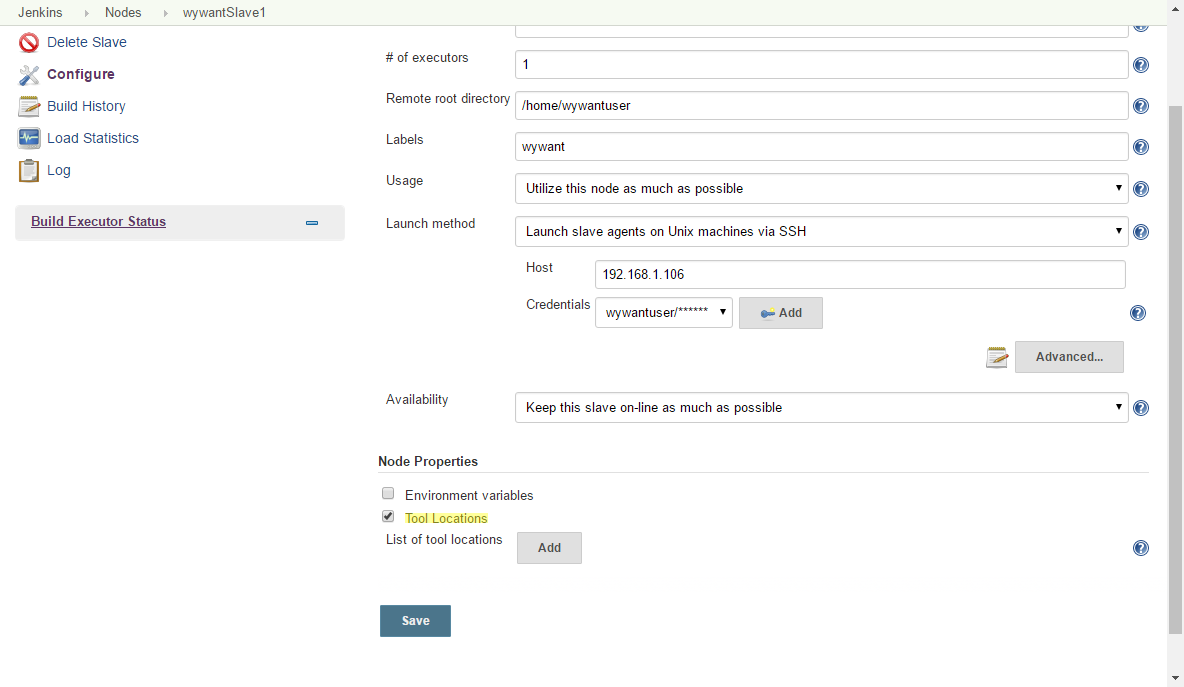 Jenkins Nodes wywantSlave1
Delete Slave
Configure
Build History
Load Statistics
Log
Build Executor Status
# of executors 1
Remote root directory /home/wywantuser
Labels wywant
Usage Utilize this node as much as possible
Launch method Launch slave agents on Unix machines via SSH
Host 192.168.1.106
Credentials wywantuser/****** Add
Advanced...
Availability Keep this slave on-line as much as possible
Node Properties
Environment variables
Tool Locations
List of tool locations Add
Save